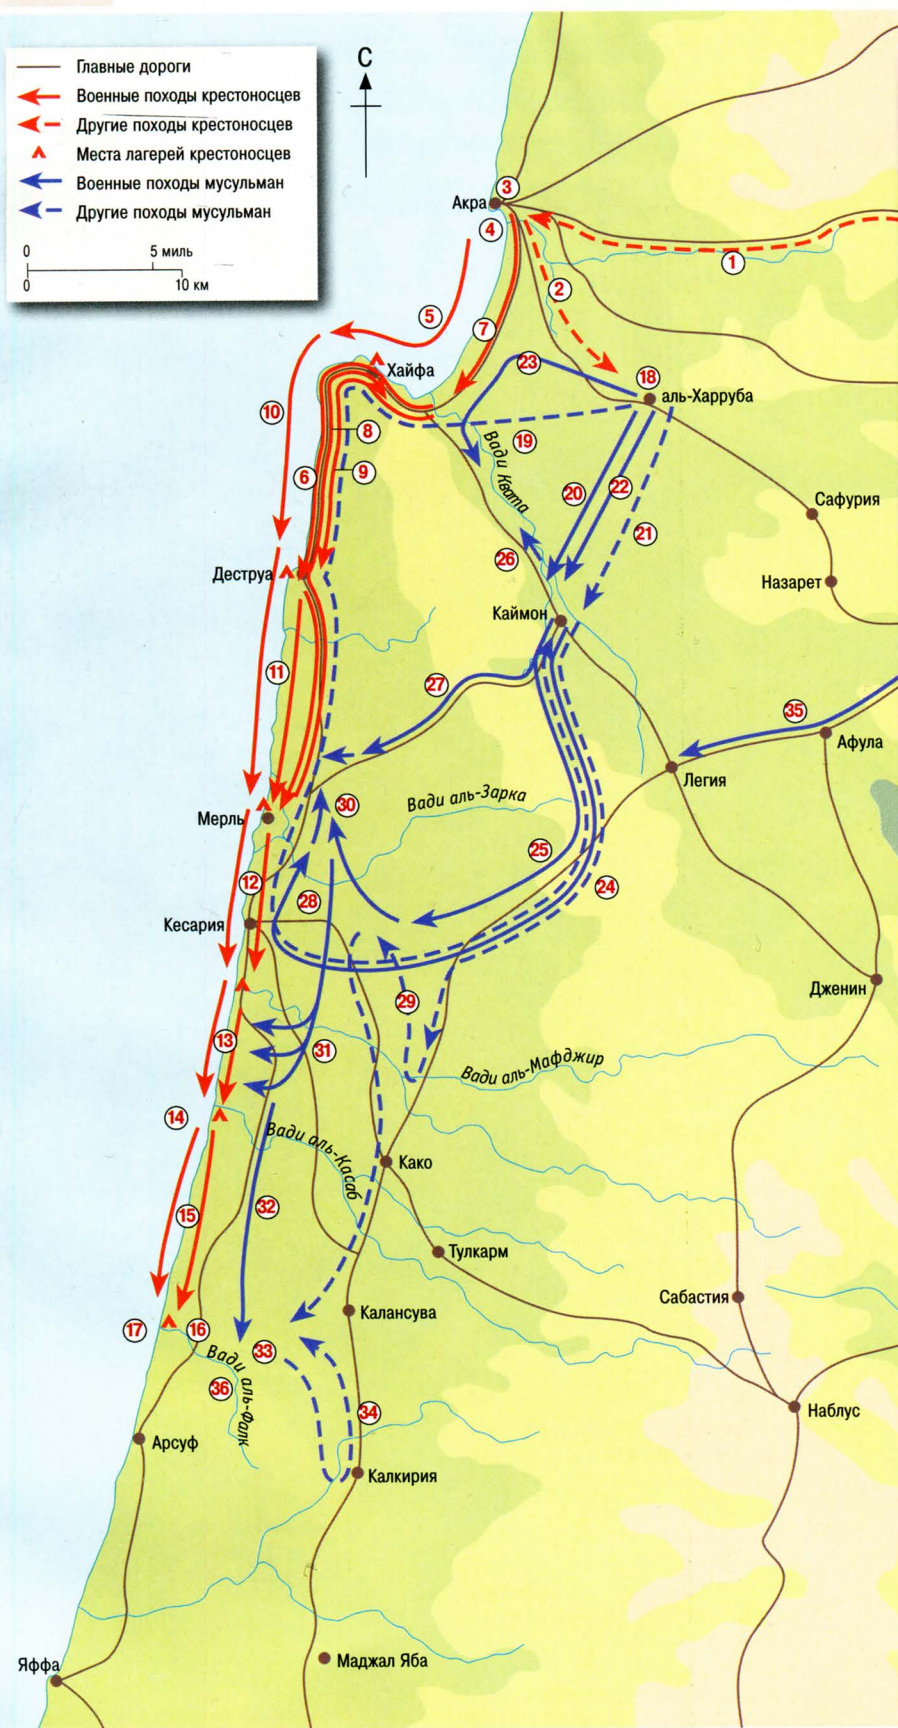 Главные дороги
Военные походы крестоносцев
Другие походы крестоносцев
Места лагерей крестоносцев
Военные походы мусульман
Другие походы мусульман
0
5 миль
0
10 км
С
3
Акра
4
1
2
5
7
Хайфа
23
18
аль-Харруба
10
8
19
Вади Квата
9
6
20
22
Сафурия
21
26
Деструа
Назарет
Каймон
11
27
35
Афула
Легия
30
Вади аль-Зарка
Мерль
25
12
24
28
Кесария
Дженин
29
13
31
Вади аль-Мафджир
14
Вади аль-Касаб
Како
32
15
Тулкарм
Сабастия
Калансува
17
16
33
Вади аль-Фалк
36
34
Наблус
Арсуф
Калкирия
Маджал Яба
Яффа